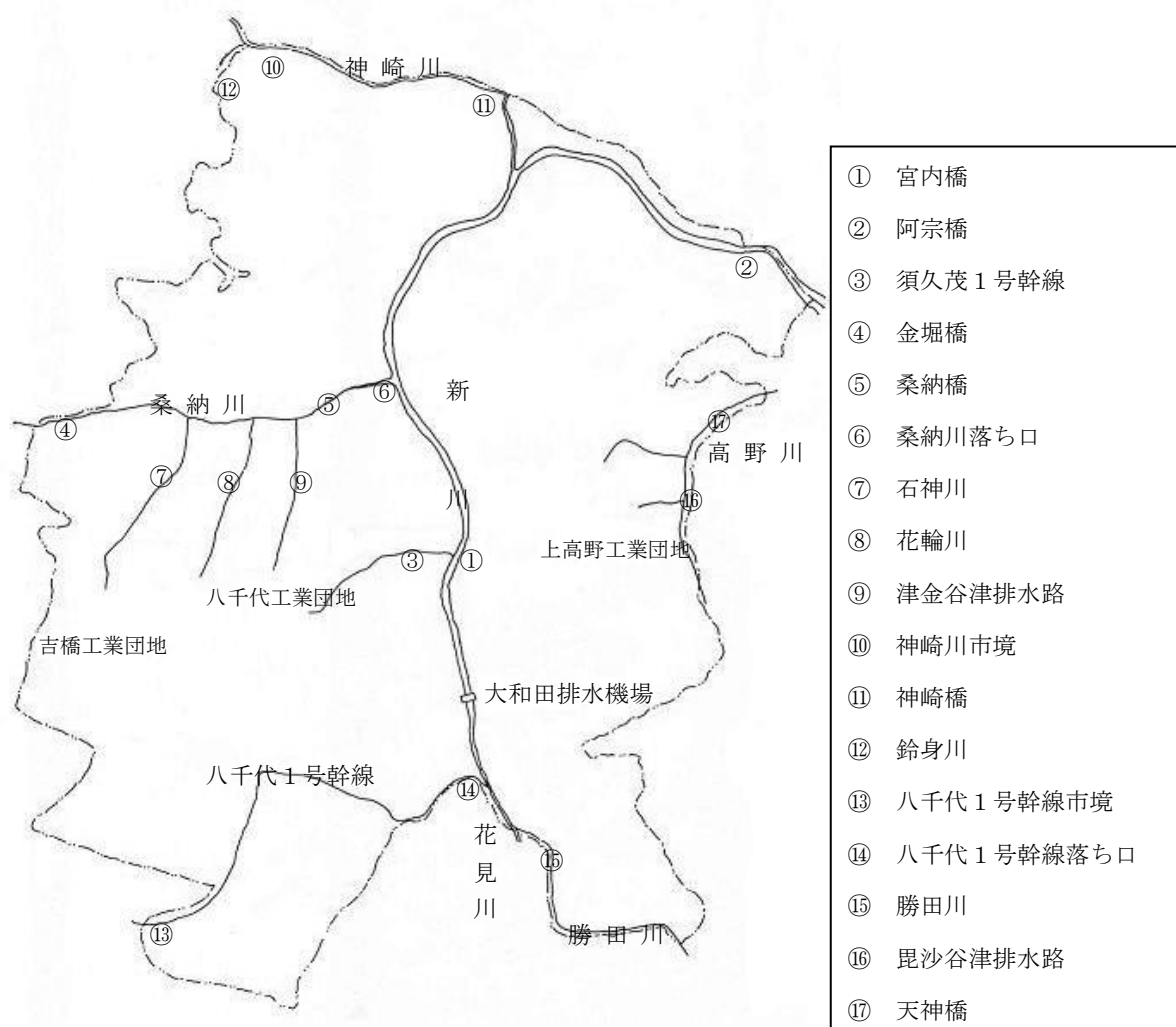 ⑩
神崎川
⑫
⑪
②
新
⑥
⑤
桑納川
④
⑰
高野川
⑦
⑧
⑨
川
⑯
上高野工業団地
③
①
八千代工業団地
吉橋工業団地
大和田排水機場
八千代1号幹線
⑭
花見川
⑮
⑬
勝田川
① 宮内橋
② 阿宗橋
③ 須久茂1号幹線
④ 金堀橋
⑤ 桑納橋
⑥ 桑納川落ち口
⑦ 石神川
⑧ 花輪川
⑨ 津金谷津排水路
⑩ 神崎川市境
⑪ 神崎橋
⑫ 鈴身川
⑬ 八千代1号幹線市境
⑭ 八千代1号幹線落ち口
⑮ 勝田川
⑯ 毘沙谷津排水路
⑰ 天神橋